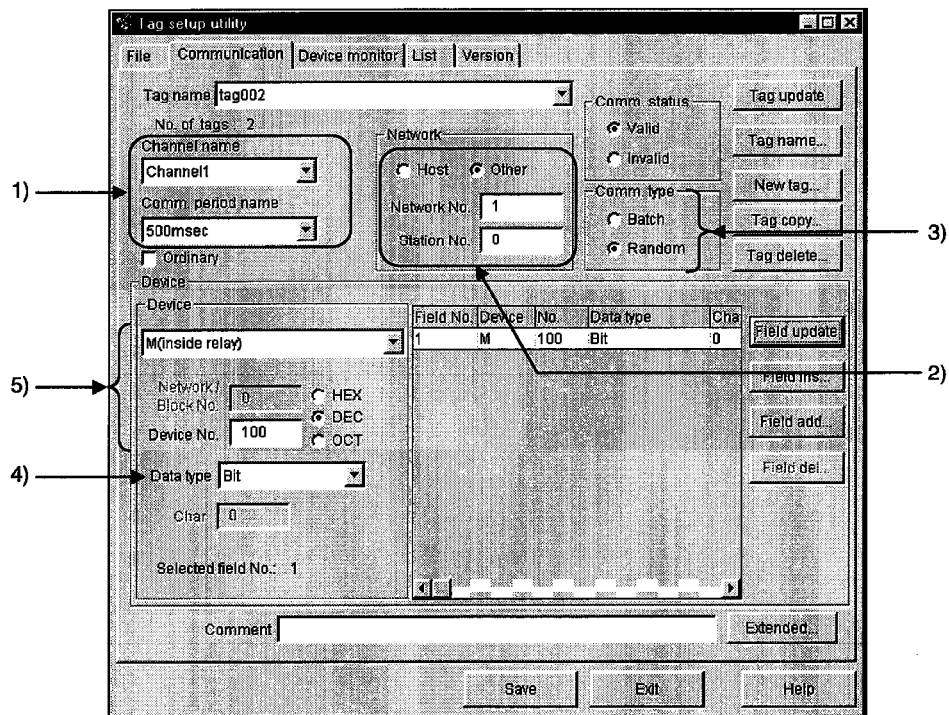 Tag setup utility
File Communication Device monitor List Version
Tag name tag002
No. of tags : 2
Channel name
Channel1
Comm. period name
500msec
Ordinary
Network
Host Other
Network No. 1
Station No. 0
Comm. status
Valid
Invalid
Comm. type
Batch
Random
Tag update
Tag name...
New tag...
Tag copy...
Tag delete...
1)
2)
3)
4)
5)
Device
Device
M(inside relay)
Network/
Block No. 0
Device No. 100
HEX
DEC
OCT
Data type Bit
Char 0
Selected field No.: 1
Field No. Device No. Data type Cha
1 M 100 Bit 0
Field update
Field ins...
Field add...
Field del...
Comment
Extended...
Save Exit Help